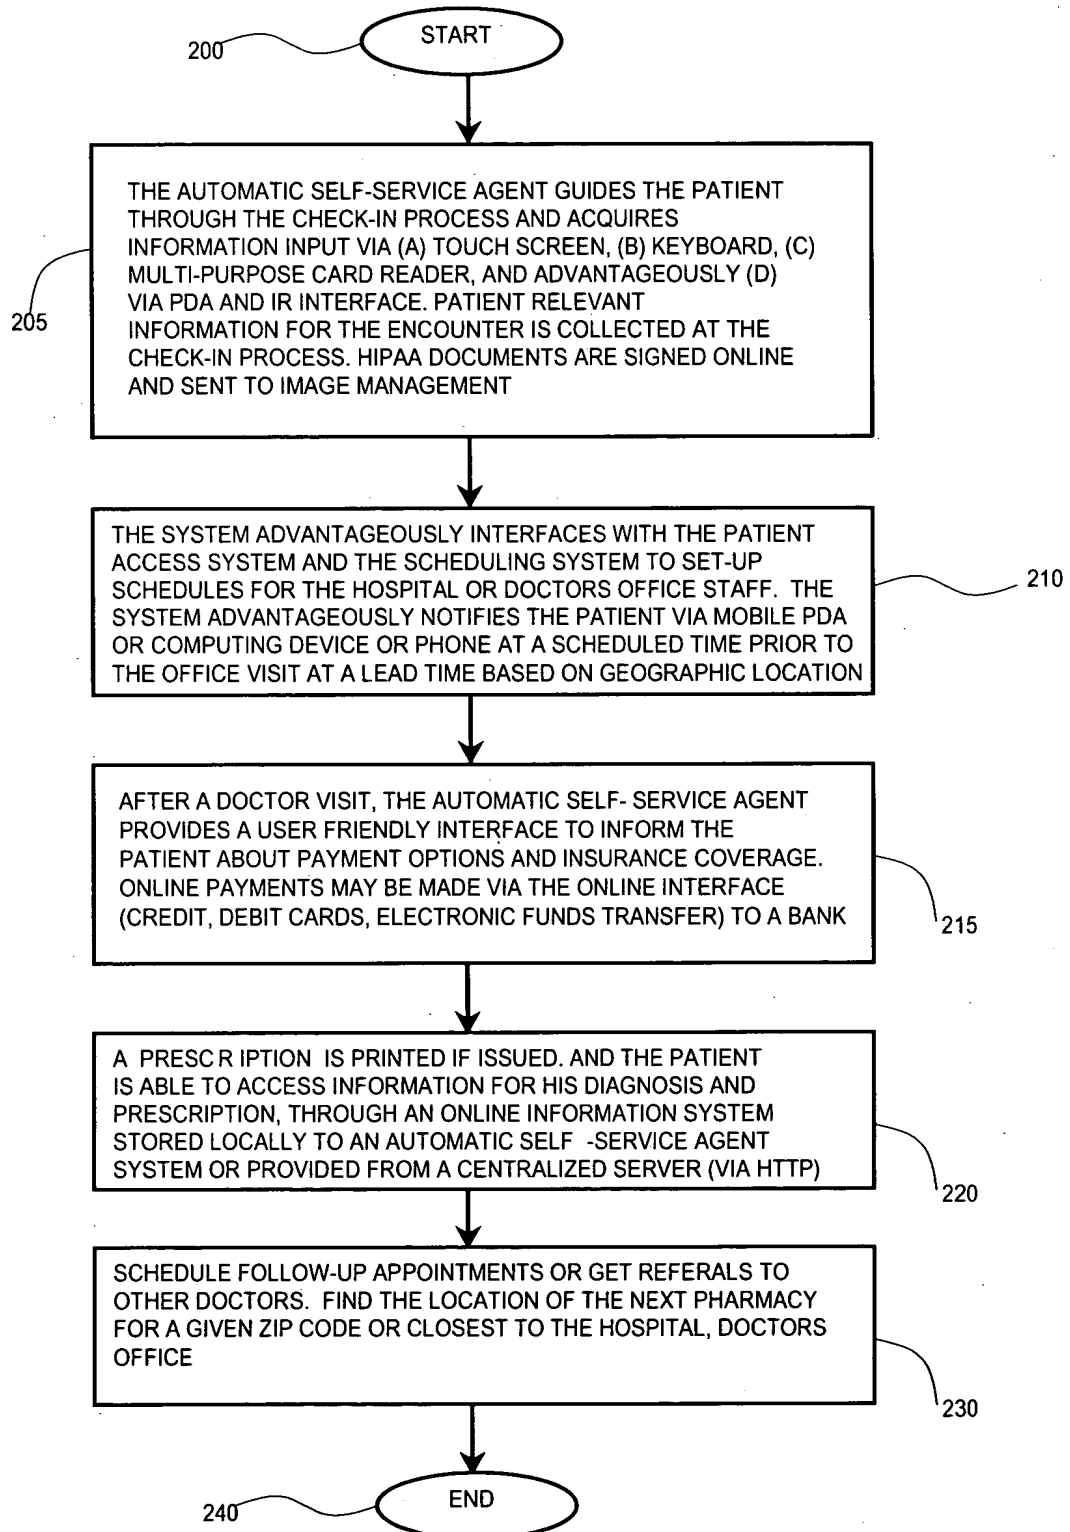 START
200
THE AUTOMATIC SELF-SERVICE AGENT GUIDES THE PATIENT
THROUGH THE CHECK-IN PROCESS AND ACQUIRES
INFORMATION INPUT VIA (A) TOUCH SCREEN, (B) KEYBOARD, (C)
MULTI-PURPOSE CARD READER, AND ADVANTAGEOUSLY (D)
VIA PDA AND IR INTERFACE. PATIENT RELEVANT
INFORMATION FOR THE ENCOUNTER IS COLLECTED AT THE
CHECK-IN PROCESS. HIPAA DOCUMENTS ARE SIGNED ONLINE
AND SENT TO IMAGE MANAGEMENT
205
THE SYSTEM ADVANTAGEOUSLY INTERFACES WITH THE PATIENT
ACCESS SYSTEM AND THE SCHEDULING SYSTEM TO SET-UP
SCHEDULES FOR THE HOSPITAL OR DOCTORS OFFICE STAFF. THE
SYSTEM ADVANTAGEOUSLY NOTIFIES THE PATIENT VIA MOBILE PDA
OR COMPUTING DEVICE OR PHONE AT A SCHEDULED TIME PRIOR TO
THE OFFICE VISIT AT A LEAD TIME BASED ON GEOGRAPHIC LOCATION
210
AFTER A DOCTOR VISIT, THE AUTOMATIC SELF- SERVICE AGENT
PROVIDES A USER FRIENDLY INTERFACE TO INFORM THE
PATIENT ABOUT PAYMENT OPTIONS AND INSURANCE COVERAGE.
ONLINE PAYMENTS MAY BE MADE VIA THE ONLINE INTERFACE
(CREDIT, DEBIT CARDS, ELECTRONIC FUNDS TRANSFER) TO A BANK
215
A PRESCR IPTION IS PRINTED IF ISSUED. AND THE PATIENT
IS ABLE TO ACCESS INFORMATION FOR HIS DIAGNOSIS AND
PRESCRIPTION, THROUGH AN ONLINE INFORMATION SYSTEM
STORED LOCALLY TO AN AUTOMATIC SELF -SERVICE AGENT
SYSTEM OR PROVIDED FROM A CENTRALIZED SERVER (VIA HTTP)
220
SCHEDULE FOLLOW-UP APPOINTMENTS OR GET REFERALS TO
OTHER DOCTORS. FIND THE LOCATION OF THE NEXT PHARMACY
FOR A GIVEN ZIP CODE OR CLOSEST TO THE HOSPITAL, DOCTORS
OFFICE
230
END
240